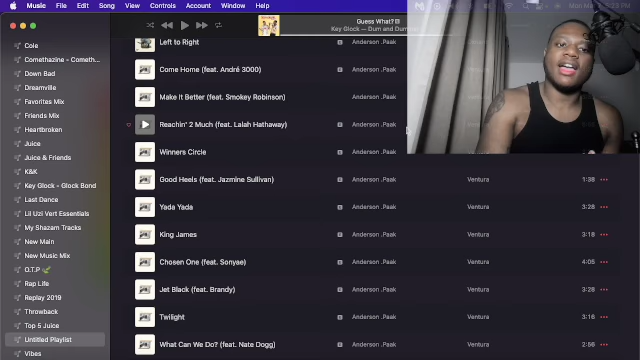 Music File Edit Song View Controls Account Window Help
Guess What? E
Key Glock — Dum and Dum
Cole
Comethazine - Cometh...
Down Bad
Dreamville
Favorites Mix
Friends Mix
Heartbroken
Juice
Juice & Friends
K&K
Key Glock - Glock Bond
Last Dance
Lil Uzi Vert Essentials
My Shazam Tracks
New Main
New Music Mix
O.T.P
Rap Life
Replay 2019
Throwback
Top 5 Juice
Untitled Playlist
Vibes
Left to Right E Anderson .Paak
Come Home (feat. André 3000) E Anderson .Paak
Make It Better (feat. Smokey Robinson) Anderson .Paak
Reachin' 2 Much (feat. Lalah Hathaway) E Anderson .Paak
Winners Circle E Anderson .Paak
Good Heels (feat. Jazmine Sullivan) E Anderson .Paak Ventura 1:38
Yada Yada E Anderson .Paak Ventura 3:28
King James E Anderson .Paak Ventura 3:18
Chosen One (feat. Sonyae) E Anderson .Paak Ventura 4:05
Jet Black (feat. Brandy) E Anderson .Paak Ventura 3:28
Twilight E Anderson .Paak Ventura 3:16
What Can We Do? (feat. Nate Dogg) E Anderson .Paak Ventura 2:56